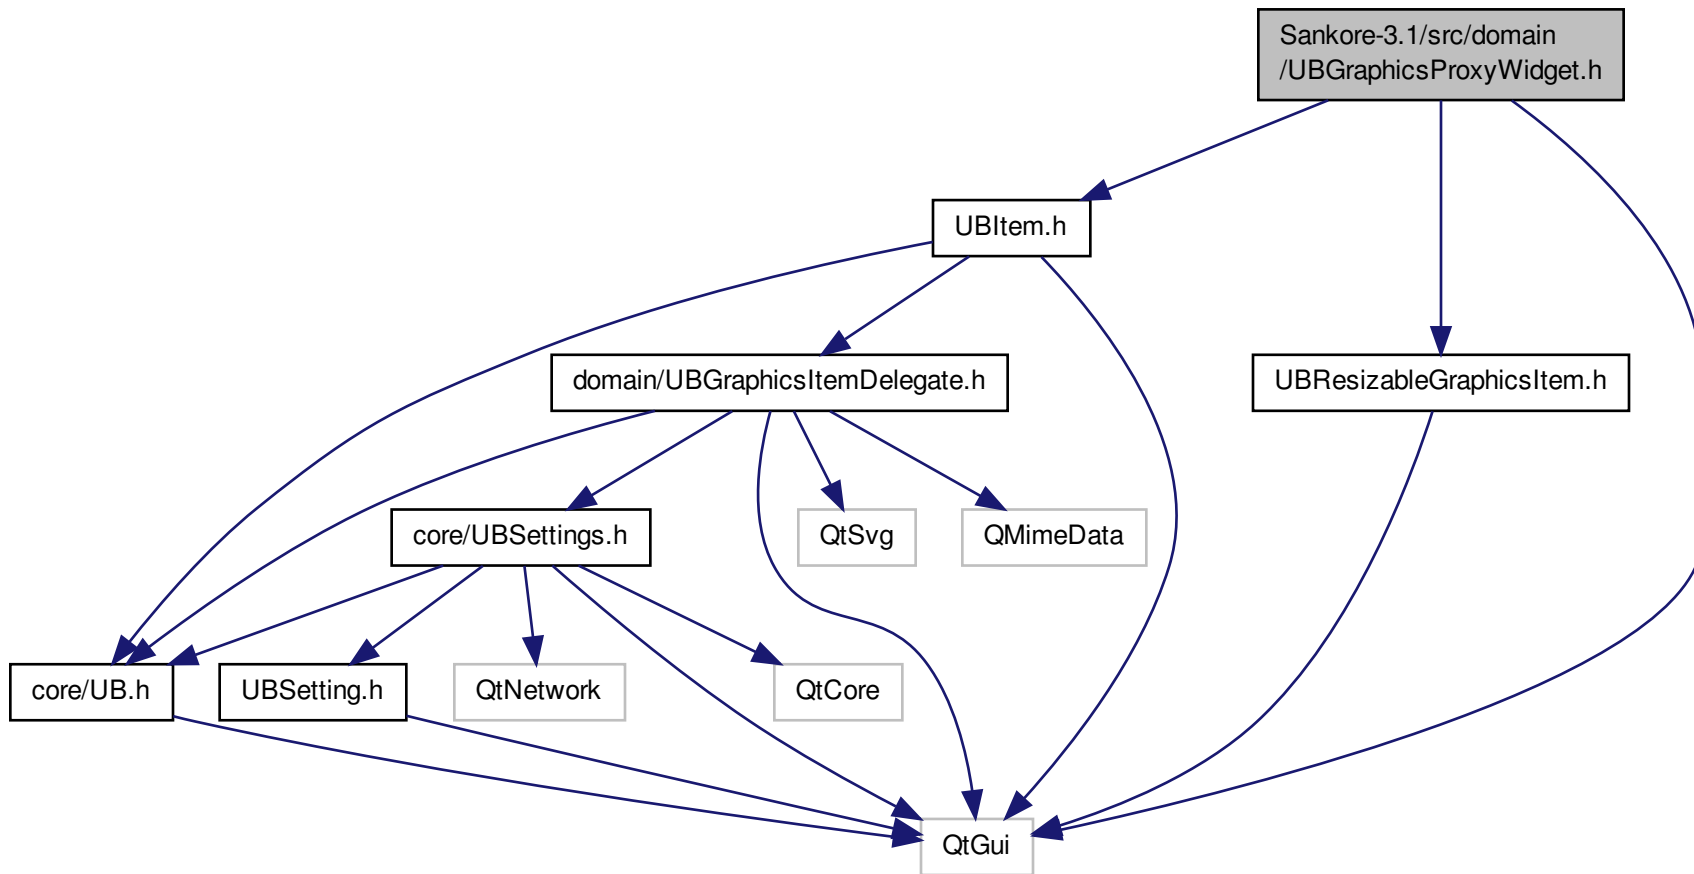 Sankore-3.1/src/domain
/UBGraphicsProxyWidget.h
UBItem.h
domain/UBGraphicsItemDelegate.h
UBResizableGraphicsItem.h
core/UBSettings.h
QtSvg
QMimeData
core/UB.h
UBSetting.h
QtNetwork
QtCore
QtGui